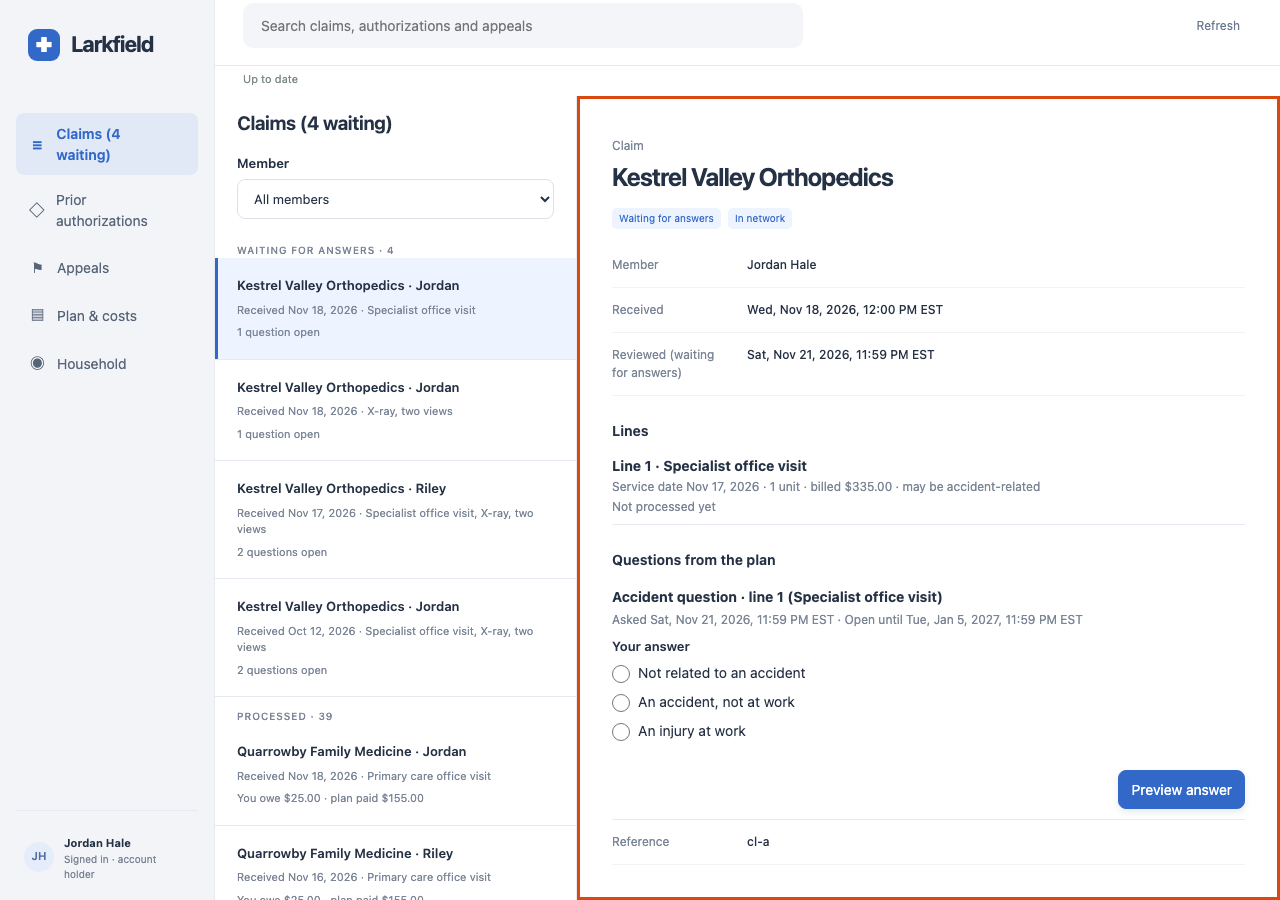 Larkfield
Claims (4
waiting)
Prior
authorizations
Appeals
Plan & costs
Household
JH
Jordan Hale
Signed in · account
holder
Search claims, authorizations and appeals
Refresh
Up to date
Claims (4 waiting)
Member
All members
WAITING FOR ANSWERS · 4
Kestrel Valley Orthopedics · Jordan
Received Nov 18, 2026 · Specialist office visit
1 question open
Kestrel Valley Orthopedics · Jordan
Received Nov 18, 2026 · X-ray, two views
1 question open
Kestrel Valley Orthopedics · Riley
Received Nov 17, 2026 · Specialist office visit, X-ray, two
views
2 questions open
Kestrel Valley Orthopedics · Jordan
Received Oct 12, 2026 · Specialist office visit, X-ray, two
views
2 questions open
PROCESSED · 39
Quarrowby Family Medicine · Jordan
Received Nov 18, 2026 · Primary care office visit
You owe $25.00 · plan paid $155.00
Quarrowby Family Medicine · Riley
Received Nov 16, 2026 · Primary care office visit
You owe $25.00 · plan paid $155.00
Claim
Kestrel Valley Orthopedics
Waiting for answers
In network
Member Jordan Hale
Received Wed, Nov 18, 2026, 12:00 PM EST
Reviewed (waiting
for answers) Sat, Nov 21, 2026, 11:59 PM EST
Lines
Line 1 · Specialist office visit
Service date Nov 17, 2026 · 1 unit · billed $335.00 · may be accident-related
Not processed yet
Questions from the plan
Accident question · line 1 (Specialist office visit)
Asked Sat, Nov 21, 2026, 11:59 PM EST · Open until Tue, Jan 5, 2027, 11:59 PM EST
Your answer
Not related to an accident
An accident, not at work
An injury at work
Preview answer
Reference cl-a